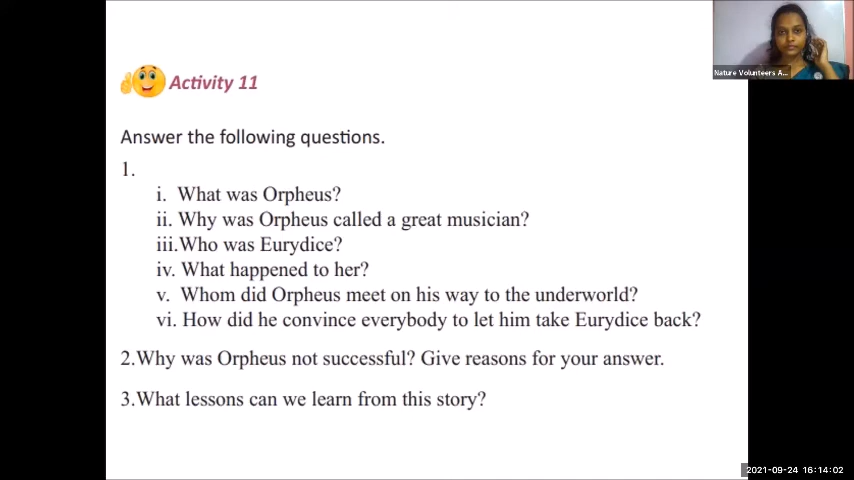 Nature Volunteers A...
Activity 11
Answer the following questions.
1.
i. What was Orpheus?
ii. Why was Orpheus called a great musician?
iii.Who was Eurydice?
iv. What happened to her?
v. Whom did Orpheus meet on his way to the underworld?
vi. How did he convince everybody to let him take Eurydice back?
2.Why was Orpheus not successful? Give reasons for your answer.
3.What lessons can we learn from this story?
2021-09-24 16:14:02